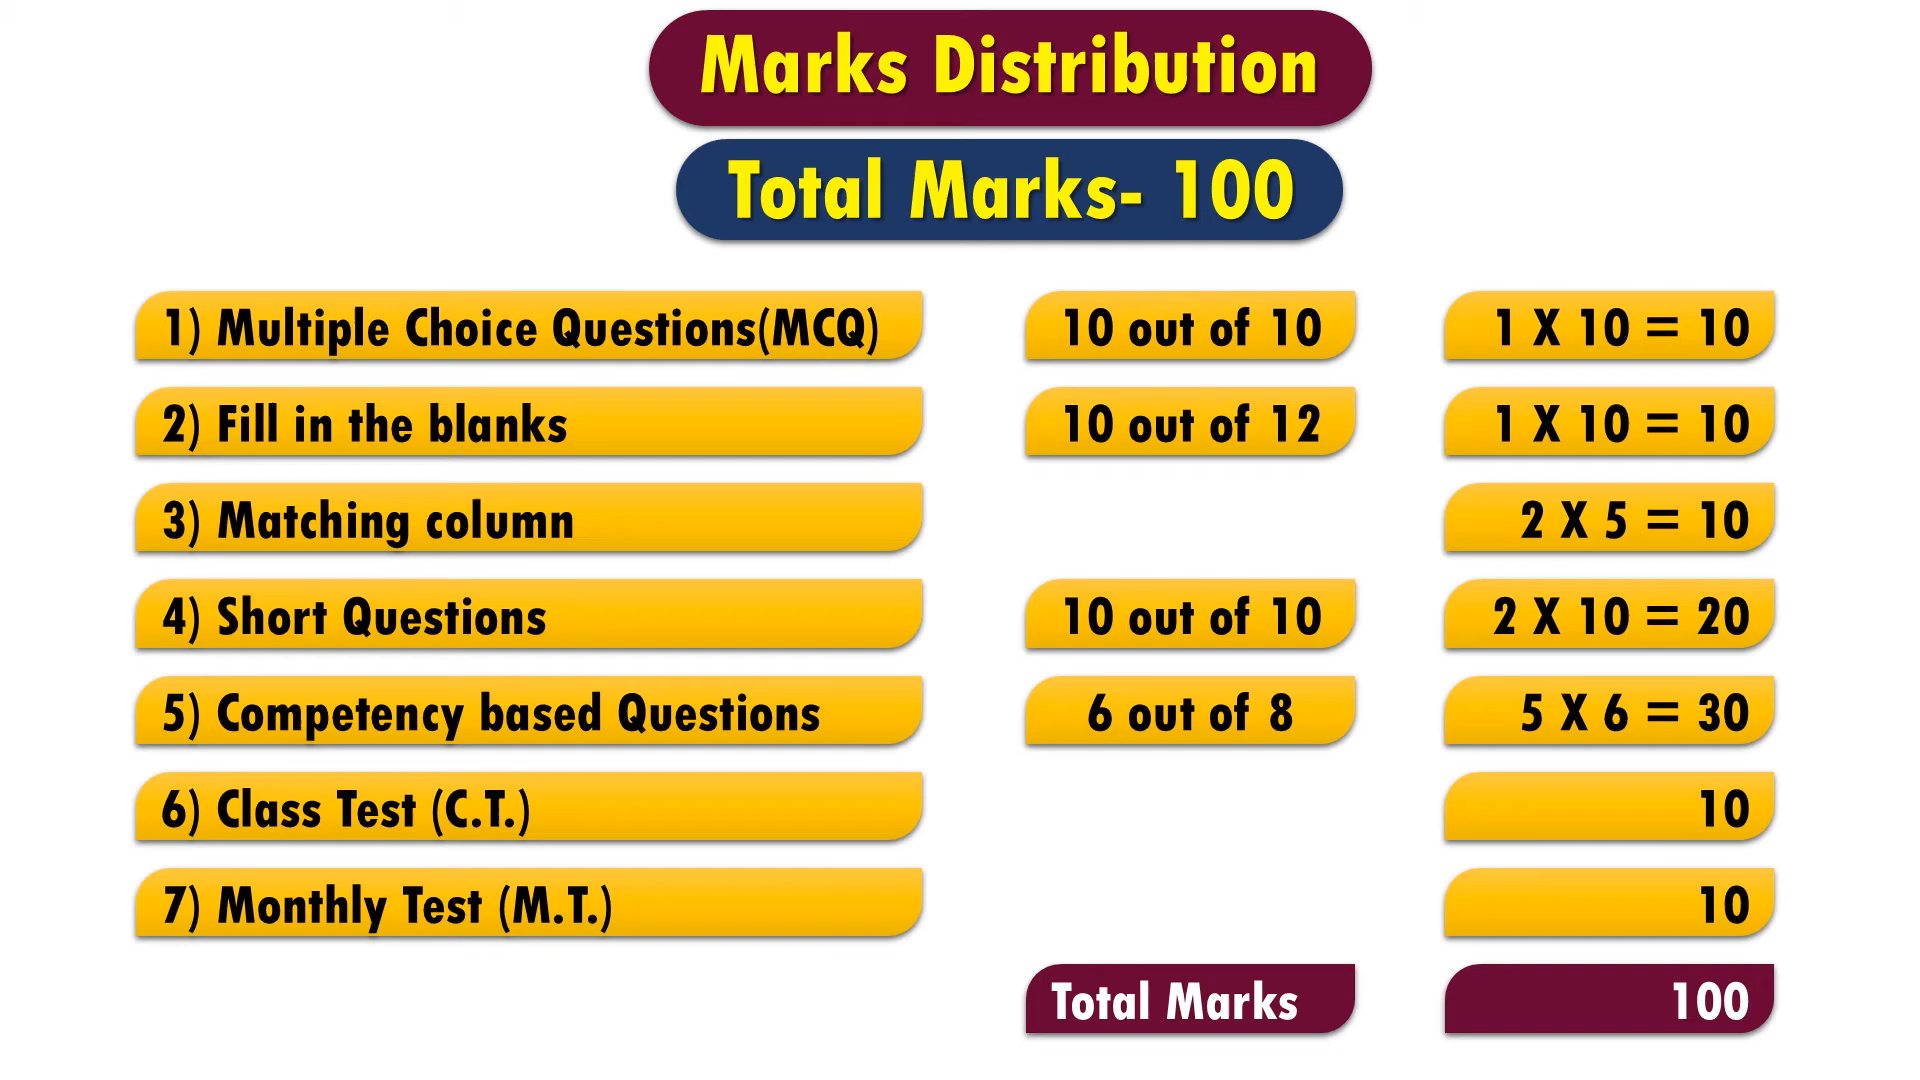 Marks Distribution
Total Marks- 100
1) Multiple Choice Questions(MCQ) 10 out of 10 1 X 10 = 10
2) Fill in the blanks 10 out of 12 1 X 10 = 10
3) Matching column 2 X 5 = 10
4) Short Questions 10 out of 10 2 X 10 = 20
5) Competency based Questions 6 out of 8 5 X 6 = 30
6) Class Test (C.T.) 10
7) Monthly Test (M.T.) 10
Total Marks 100